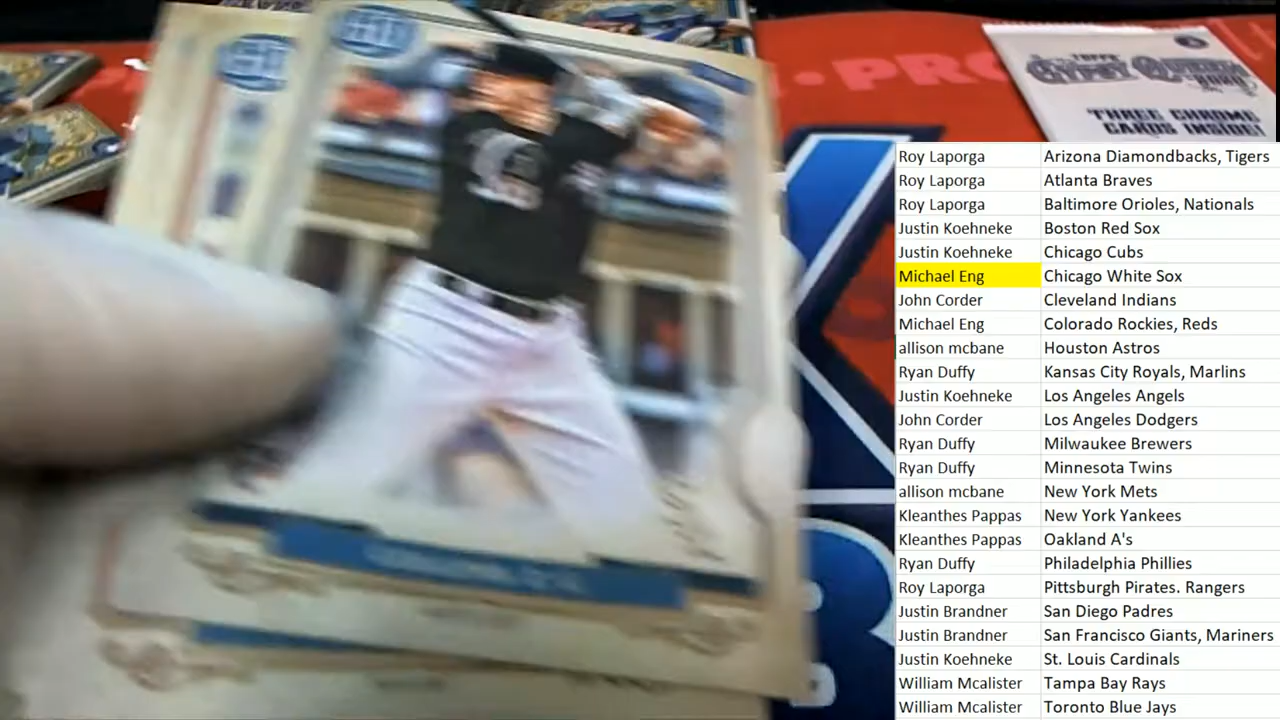 TOPPS
GYPSY QUEEN
THREE CHROME
CARDS INSIDE!
PRO
Roy Laporga Arizona Diamondbacks, Tigers
Roy Laporga Atlanta Braves
Roy Laporga Baltimore Orioles, Nationals
Justin Koehneke Boston Red Sox
Justin Koehneke Chicago Cubs
Michael Eng Chicago White Sox
John Corder Cleveland Indians
Michael Eng Colorado Rockies, Reds
allison mcbane Houston Astros
Ryan Duffy Kansas City Royals, Marlins
Justin Koehneke Los Angeles Angels
John Corder Los Angeles Dodgers
Ryan Duffy Milwaukee Brewers
Ryan Duffy Minnesota Twins
allison mcbane New York Mets
Kleanthes Pappas New York Yankees
Kleanthes Pappas Oakland A's
Ryan Duffy Philadelphia Phillies
Roy Laporga Pittsburgh Pirates. Rangers
Justin Brandner San Diego Padres
Justin Brandner San Francisco Giants, Mariners
Justin Koehneke St. Louis Cardinals
William Mcalister Tampa Bay Rays
William Mcalister Toronto Blue Jays